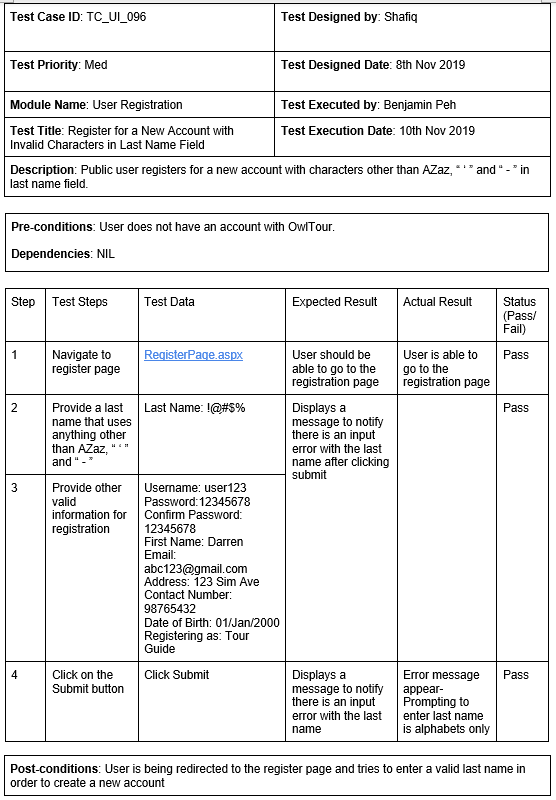 Test Case ID: TC_UI_096
Test Designed by: Shafiq
Test Priority: Med
Test Designed Date: 8th Nov 2019
Module Name: User Registration
Test Executed by: Benjamin Peh
Test Title: Register for a New Account with
Invalid Characters in Last Name Field
Test Execution Date: 10th Nov 2019
Description: Public user registers for a new account with characters other than AZaz, “ ‘ ” and “ - ” in
last name field.
Pre-conditions: User does not have an account with OwlTour.
Dependencies: NIL
Step
Test Steps
Test Data
Expected Result
Actual Result
Status
(Pass/
Fail)
1
Navigate to
register page
RegisterPage.aspx
User should be
able to go to the
registration page
User is able to
go to the
registration page
Pass
2
Provide a last
name that uses
anything other
than AZaz, “ ‘ ”
and “ - ”
Last Name: !@#$%
Displays a
message to notify
there is an input
error with the last
name after clicking
submit
Pass
3
Provide other
valid
information for
registration
Username: user123
Password:12345678
Confirm Password:
12345678
First Name: Darren
Email:
abc123@gmail.com
Address: 123 Sim Ave
Contact Number:
98765432
Date of Birth: 01/Jan/2000
Registering as: Tour
Guide
4
Click on the
Submit button
Click Submit
Displays a
message to notify
there is an input
error with the last
name
Error message
appear-
Prompting to
enter last name
is alphabets only
Pass
Post-conditions: User is being redirected to the register page and tries to enter a valid last name in
order to create a new account